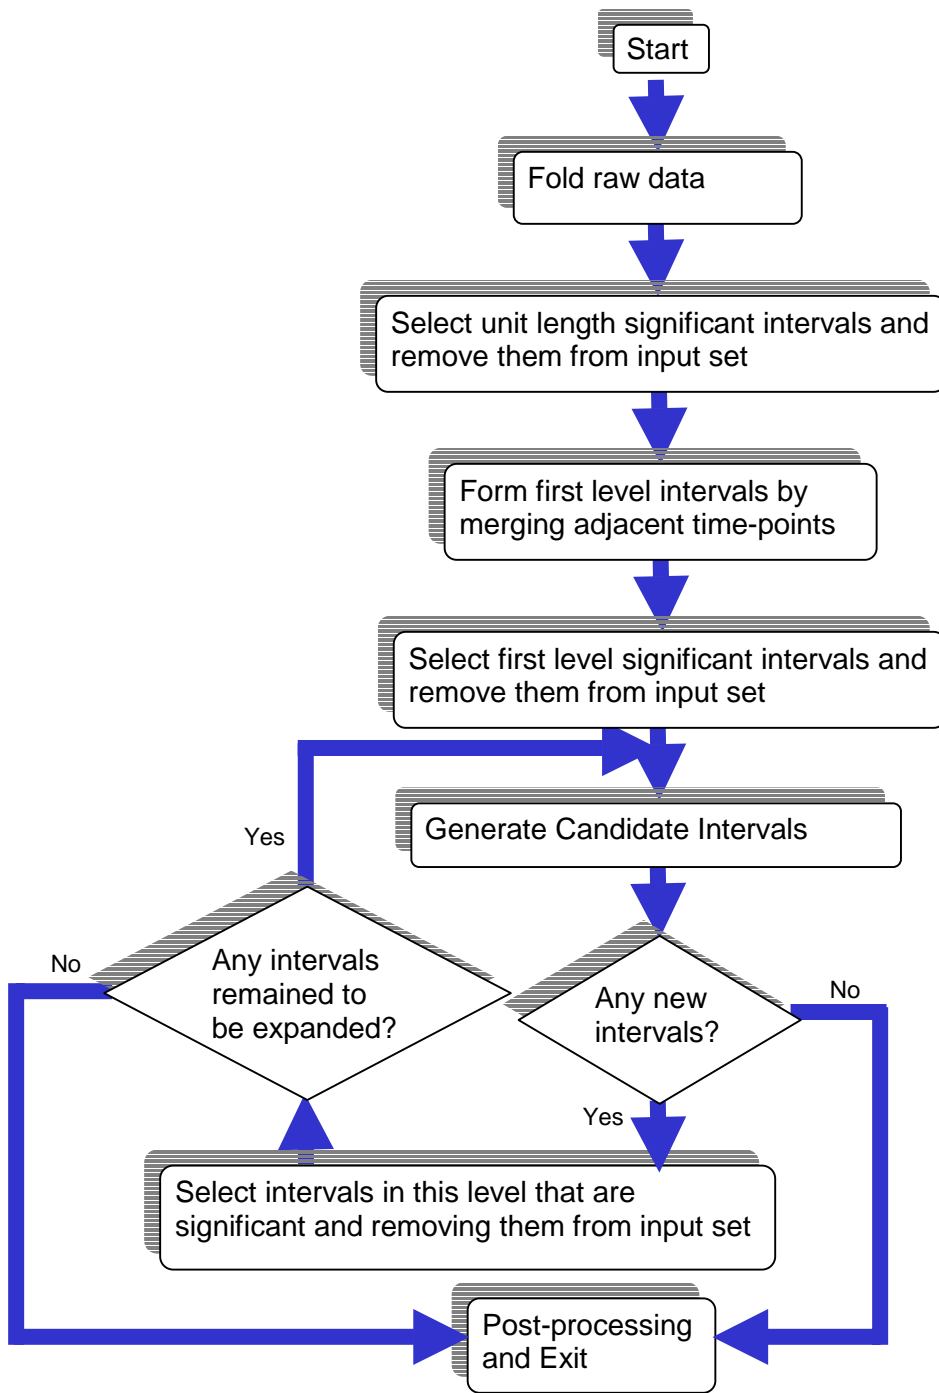 Start
Fold raw data
Select unit length significant intervals and
remove them from input set
Form first level intervals by
merging adjacent time-points
Select first level significant intervals and
remove them from input set
Generate Candidate Intervals
Yes
Any intervals
remained to
be expanded?
No
Any new
intervals?
No
Yes
Select intervals in this level that are
significant and removing them from input set
Post-processing
and Exit